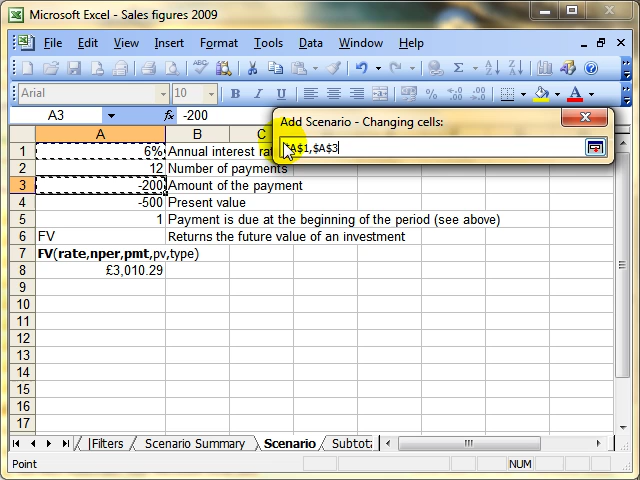 Microsoft Excel - Sales figures 2009
File Edit View Insert Format Tools Data Window Help
Arial 10 B I U
A3 fx -200
Add Scenario - Changing cells:
A$1,$A$3
A B C
1 6% Annual interest rat
2 12 Number of payments
3 -200 Amount of the payment
4 -500 Present value
5 1 Payment is due at the beginning of the period (see above)
6 FV Returns the future value of an investment
7 FV(rate,nper,pmt,pv,type)
8 £3,010.29
9
10
11
12
13
14
15
16
17
Filters Scenario Summary Scenario Subtota
Point NUM